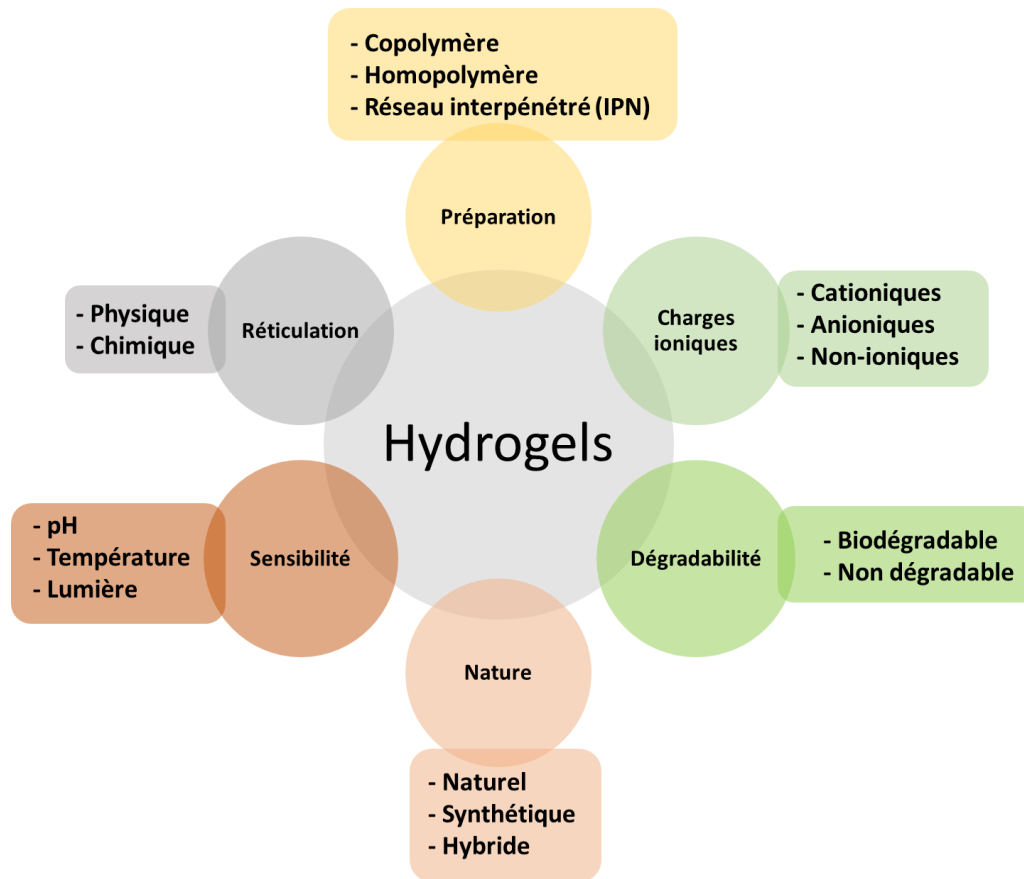 - Copolymère
- Homopolymère
- Réseau interpénétré (IPN)
Préparation
- Physique
- Chimique
Réticulation
Charges
ioniques
- Cationiques
- Anioniques
- Non-ioniques
Hydrogels
- pH
- Température
- Lumière
Sensibilité
Dégradabilité
- Biodégradable
- Non dégradable
Nature
- Naturel
- Synthétique
- Hybride